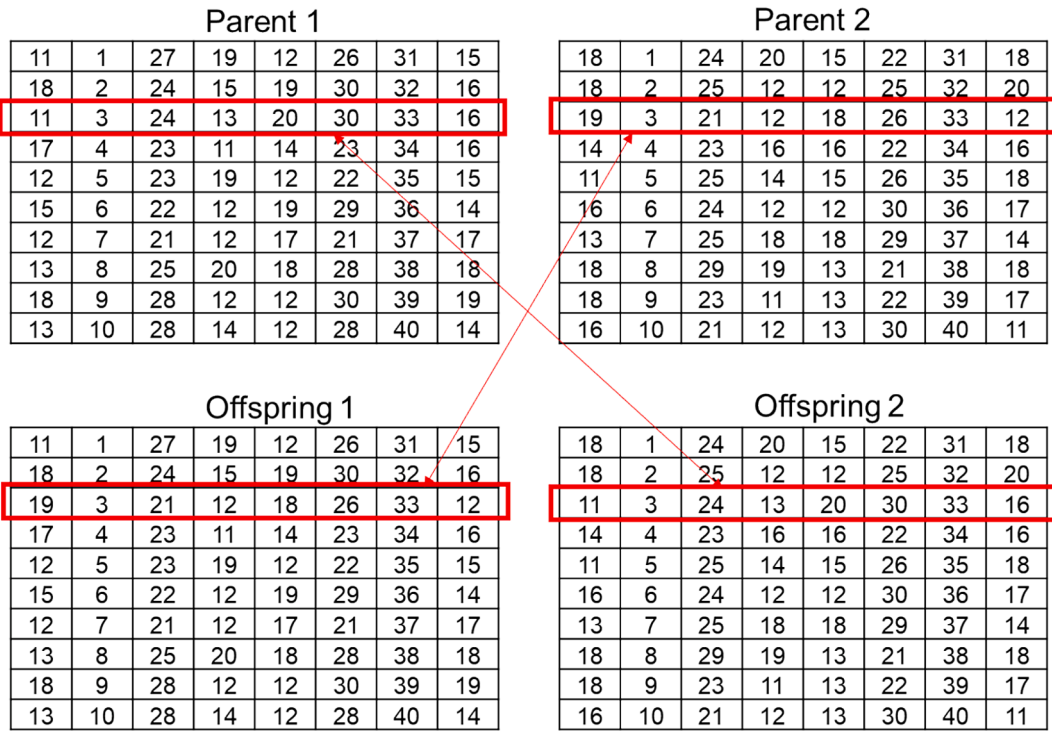 Parent 1
11 1 27 19 12 26 31 15
18 2 24 15 19 30 32 16
11 3 24 13 20 30 33 16
17 4 23 11 14 23 34 16
12 5 23 19 12 22 35 15
15 6 22 12 19 29 36 14
12 7 21 12 17 21 37 17
13 8 25 20 18 28 38 18
18 9 28 12 12 30 39 19
13 10 28 14 12 28 40 14
Parent 2
18 1 24 20 15 22 31 18
18 2 25 12 12 25 32 20
19 3 21 12 18 26 33 12
14 4 23 16 16 22 34 16
11 5 25 14 15 26 35 18
16 6 24 12 12 30 36 17
13 7 25 18 18 29 37 14
18 8 29 19 13 21 38 18
18 9 23 11 13 22 39 17
16 10 21 12 13 30 40 11
Offspring 1
11 1 27 19 12 26 31 15
18 2 24 15 19 30 32 16
19 3 21 12 18 26 33 12
17 4 23 11 14 23 34 16
12 5 23 19 12 22 35 15
15 6 22 12 19 29 36 14
12 7 21 12 17 21 37 17
13 8 25 20 18 28 38 18
18 9 28 12 12 30 39 19
13 10 28 14 12 28 40 14
Offspring 2
18 1 24 20 15 22 31 18
18 2 25 12 12 25 32 20
11 3 24 13 20 30 33 16
14 4 23 16 16 22 34 16
11 5 25 14 15 26 35 18
16 6 24 12 12 30 36 17
13 7 25 18 18 29 37 14
18 8 29 19 13 21 38 18
18 9 23 11 13 22 39 17
16 10 21 12 13 30 40 11